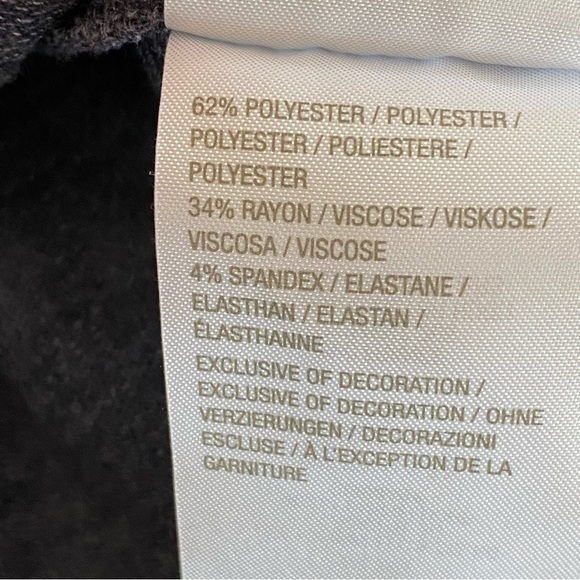 62% POLYESTER / POLYESTER /
POLYESTER / POLIESTERE /
POLYESTER
34% RAYON / VISCOSE / VISKOSE /
VISCOSA / VISCOSE
4% SPANDEX / ELASTANE /
ELASTHAN / ELASTAN /
ÉLASTHANNE
EXCLUSIVE OF DECORATION /
EXCLUSIVE OF DECORATION / OHNE
VERZIERUNGEN / DECORAZIONI
ESCLUSE / À L'EXCEPTION DE LA
GARNITURE